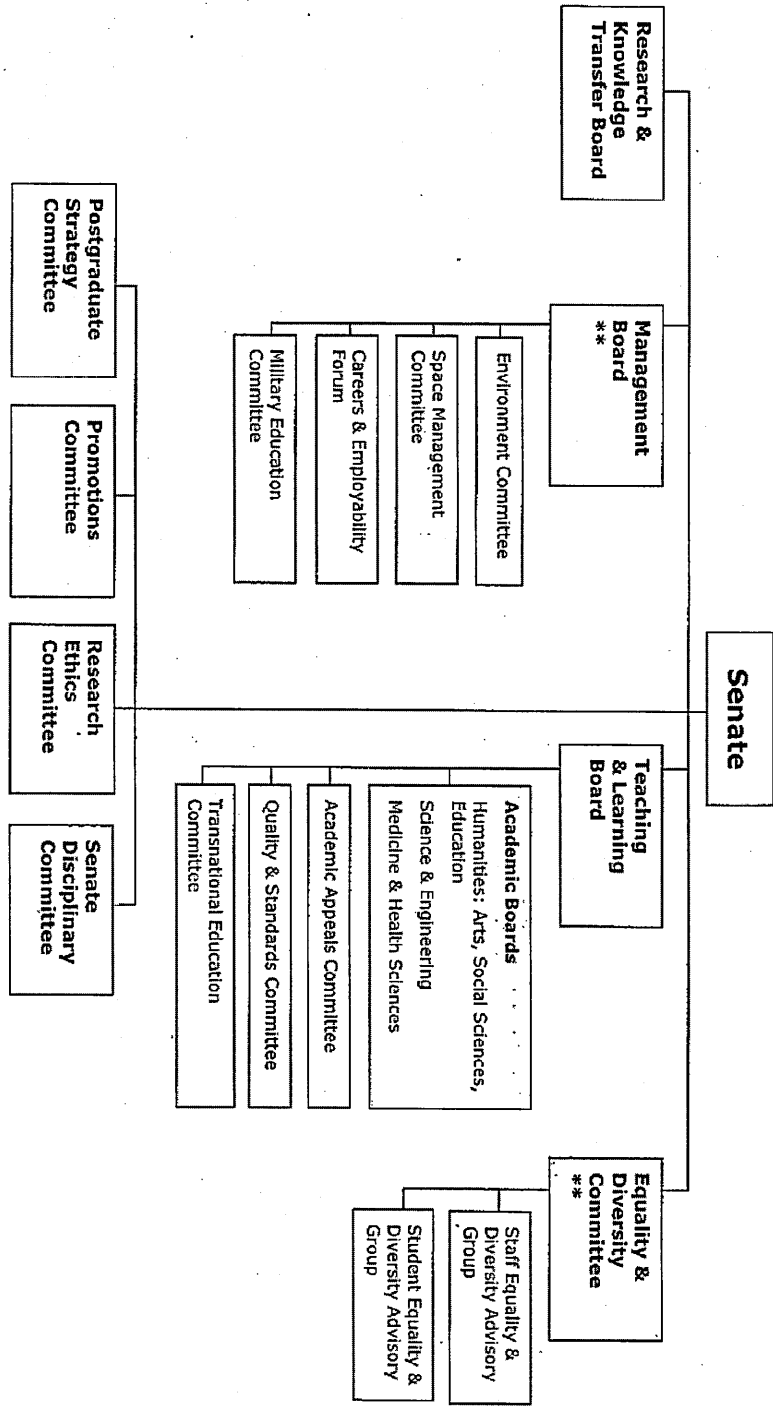 Senate
Research &
Knowledge
Transfer Board
Management
Board
**
Environment Committee
Space Management
Committee
Careers & Employability
Forum
Military Education
Committee
Teaching
& Learning
Board
Academic Boards
Humanities: Arts, Social Sciences,
Education
Science & Engineering
Medicine & Health Sciences
Academic Appeals Committee
Quality & Standards Committee
Transnational Education
Committee
Equality &
Diversity
Committee
**
Staff Equality &
Diversity Advisory
Group
Student Equality &
Diversity Advisory
Group
Postgraduate
Strategy
Committee
Promotions
Committee
Research
Ethics
Committee
Senate
Disciplinary
Committee